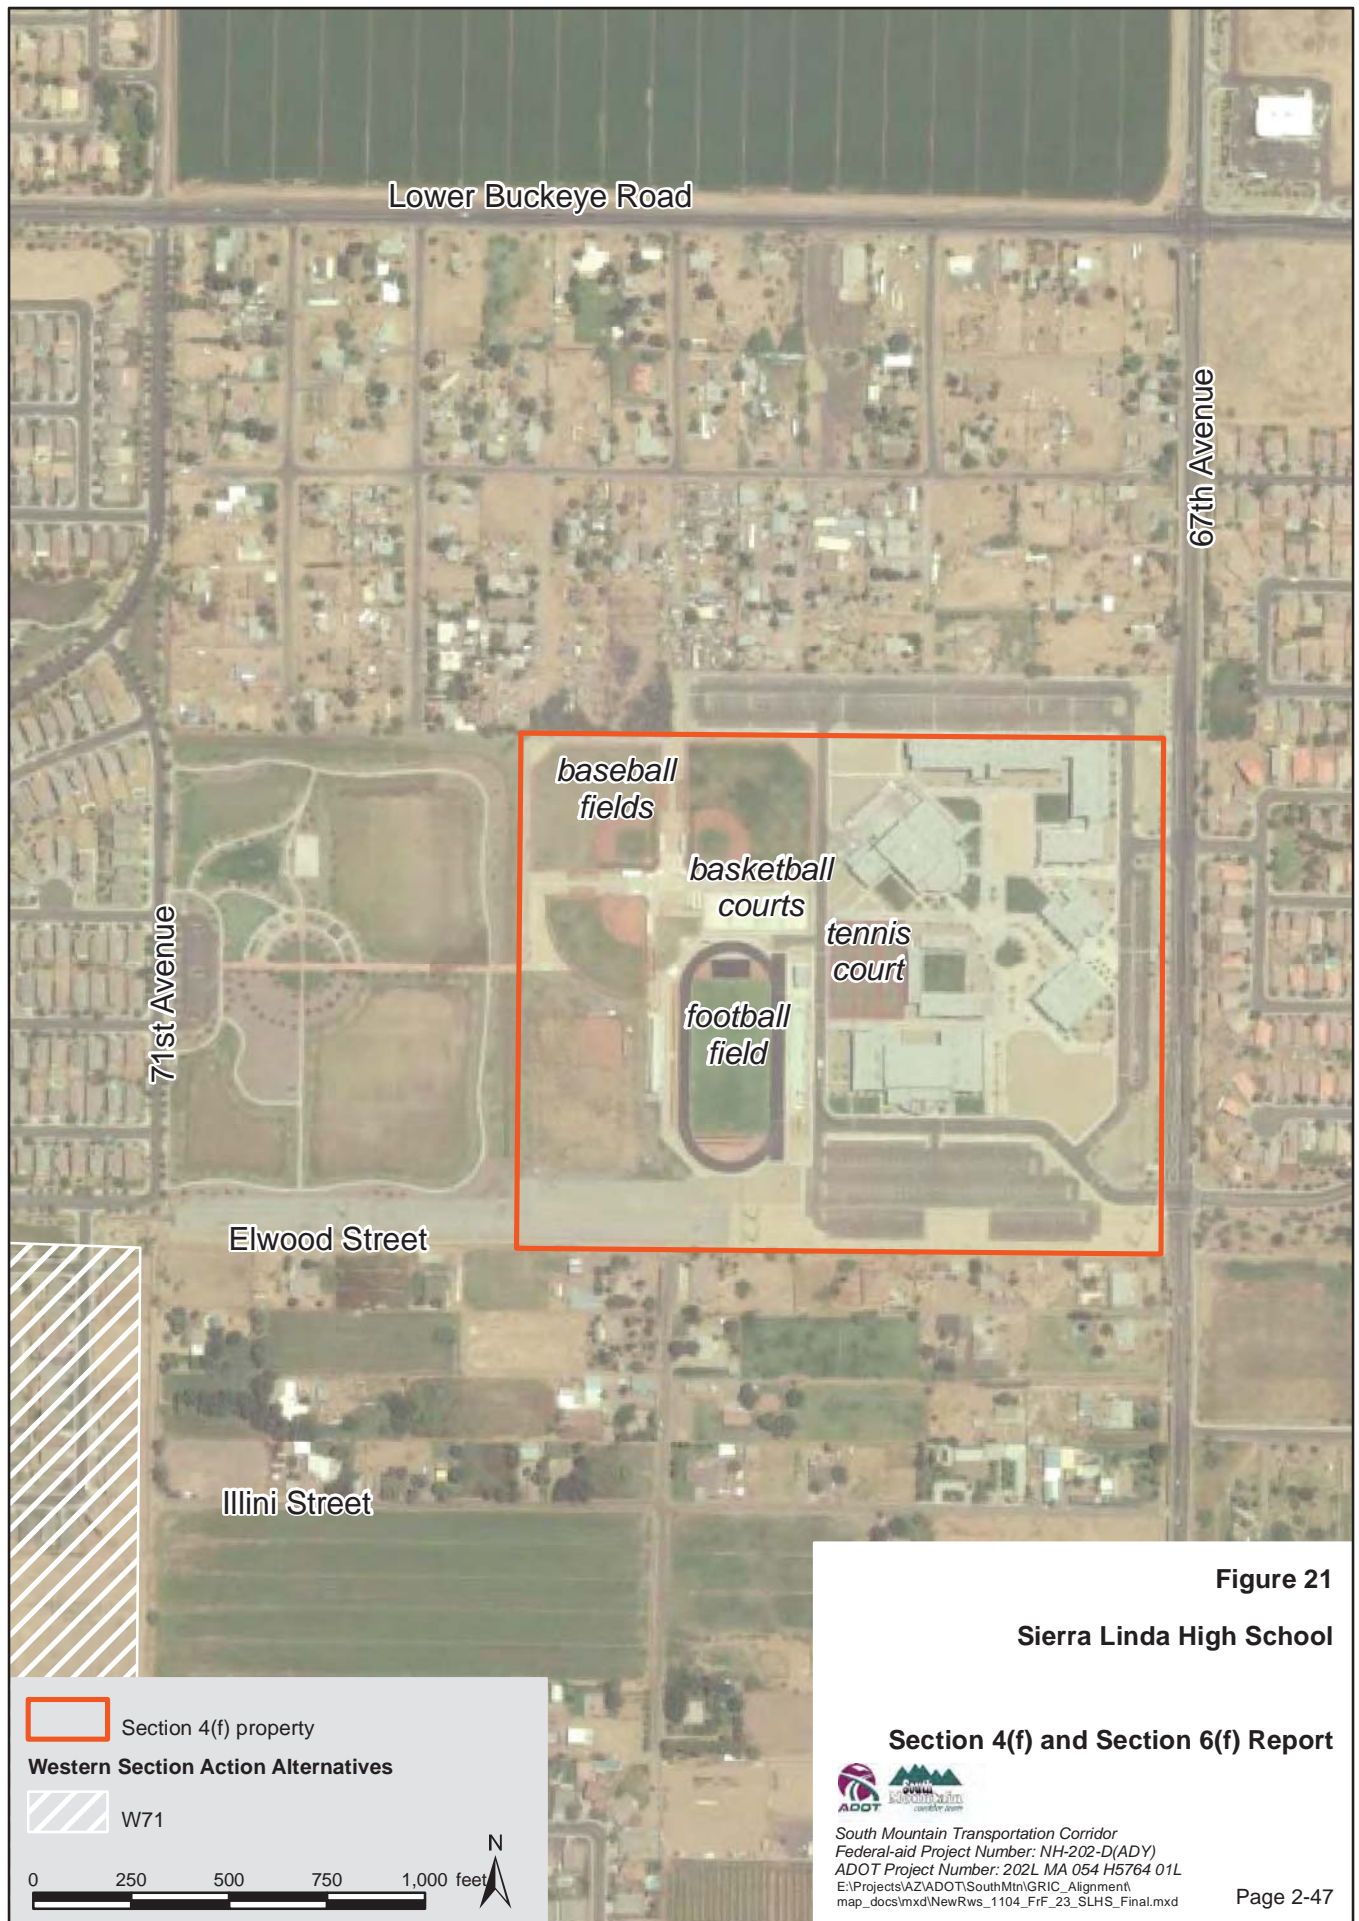 Lower Buckeye Road
67th Avenue
baseball
fields
basketball
courts
tennis
court
football
field
71st Avenue
Elwood Street
Illini Street
Figure 21
Sierra Linda High School
Section 4(f) and Section 6(f) Report
ADOT
South
Mountain
South Mountain Transportation Corridor
Federal-aid Project Number: NH-202-D(ADY)
ADOT Project Number: 202L MA 054 H5764 01L
E:\Projects\AZ\ADOT\SouthMtn\GRIC_Alignment\
map_docs\mxd\NewRws_1104_FrF_23_SLHS_Final.mxd
Page 2-47
Section 4(f) property
Western Section Action Alternatives
W71
N
0 250 500 750 1,000 feet